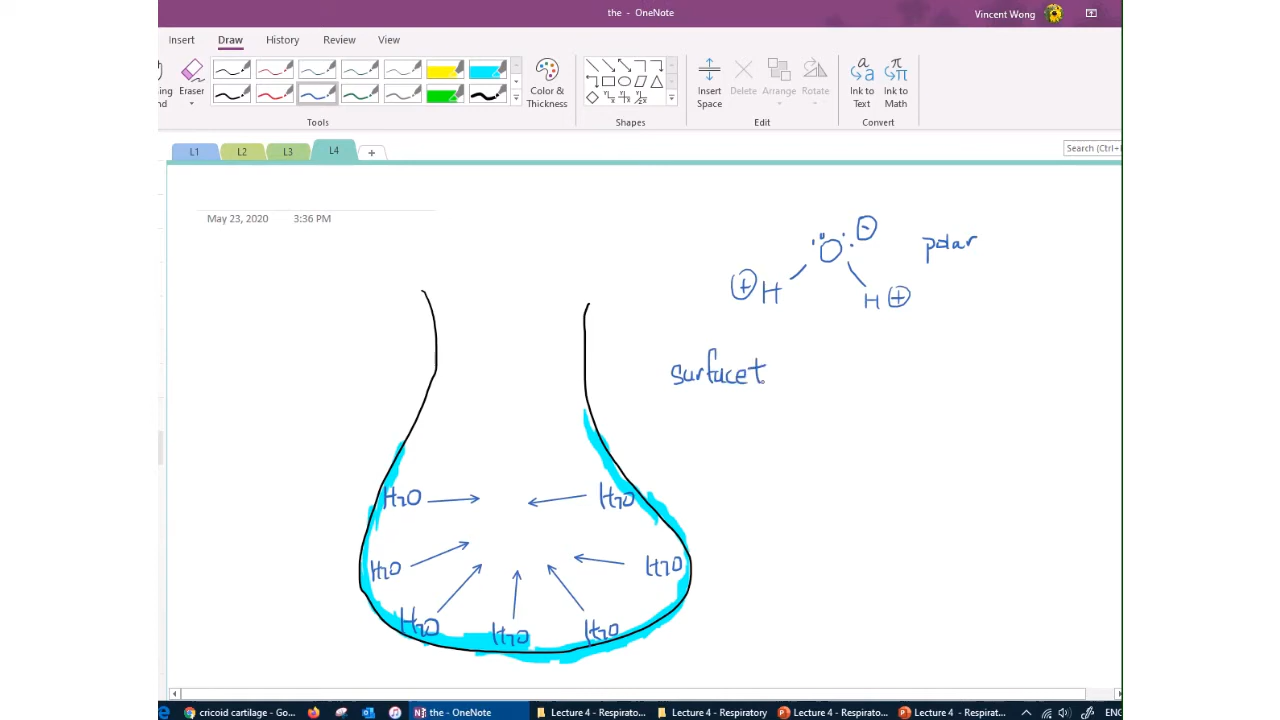 the - OneNote
Vincent Wong
Insert Draw History Review View
Eraser
Color & Thickness
Insert Space
Delete
Arrange
Rotate
Ink to Text
Ink to Math
Tools
Shapes
Edit
Convert
L1 L2 L3 L4
Search (Ctrl+
May 23, 2020 3:36 PM
O
-
polar
+
H
H
+
surfacet
H2O
H2O
H2O
H2O
H2O
H2O
H2O
cricoid cartilage - Go...
the - OneNote
Lecture 4 - Respirato...
Lecture 4 - Respiratory
Lecture 4 - Respirato...
Lecture 4 - Respirat...
ENG